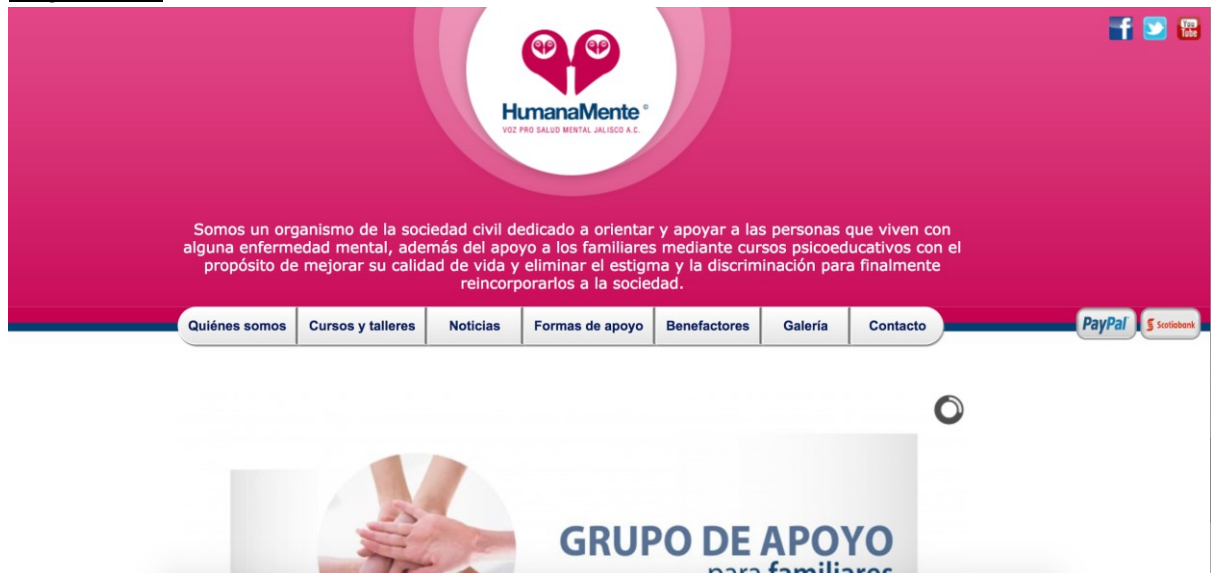 f You Tube
HumanaMente ©
VOZ PRO SALUD MENTAL JALISCO A.C.
Somos un organismo de la sociedad civil dedicado a orientar y apoyar a las personas que viven con
alguna enfermedad mental, además del apoyo a los familiares mediante cursos psicoeducativos con el
propósito de mejorar su calidad de vida y eliminar el estigma y la discriminación para finalmente
reincorporarlos a la sociedad.
Quiénes somos Cursos y talleres Noticias Formas de apoyo Benefactores Galería Contacto PayPal Scotiabank
GRUPO DE APOYO
para familiares